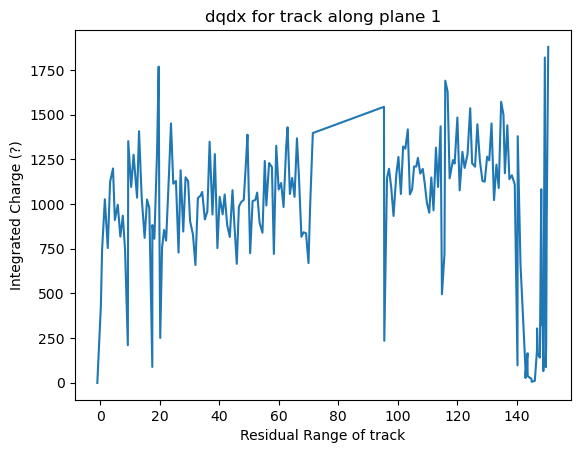 dqdx for track along plane 1
Integrated Charge (?)
1750
1500
1250
1000
750
500
250
0
0 20 40 60 80 100 120 140
Residual Range of track